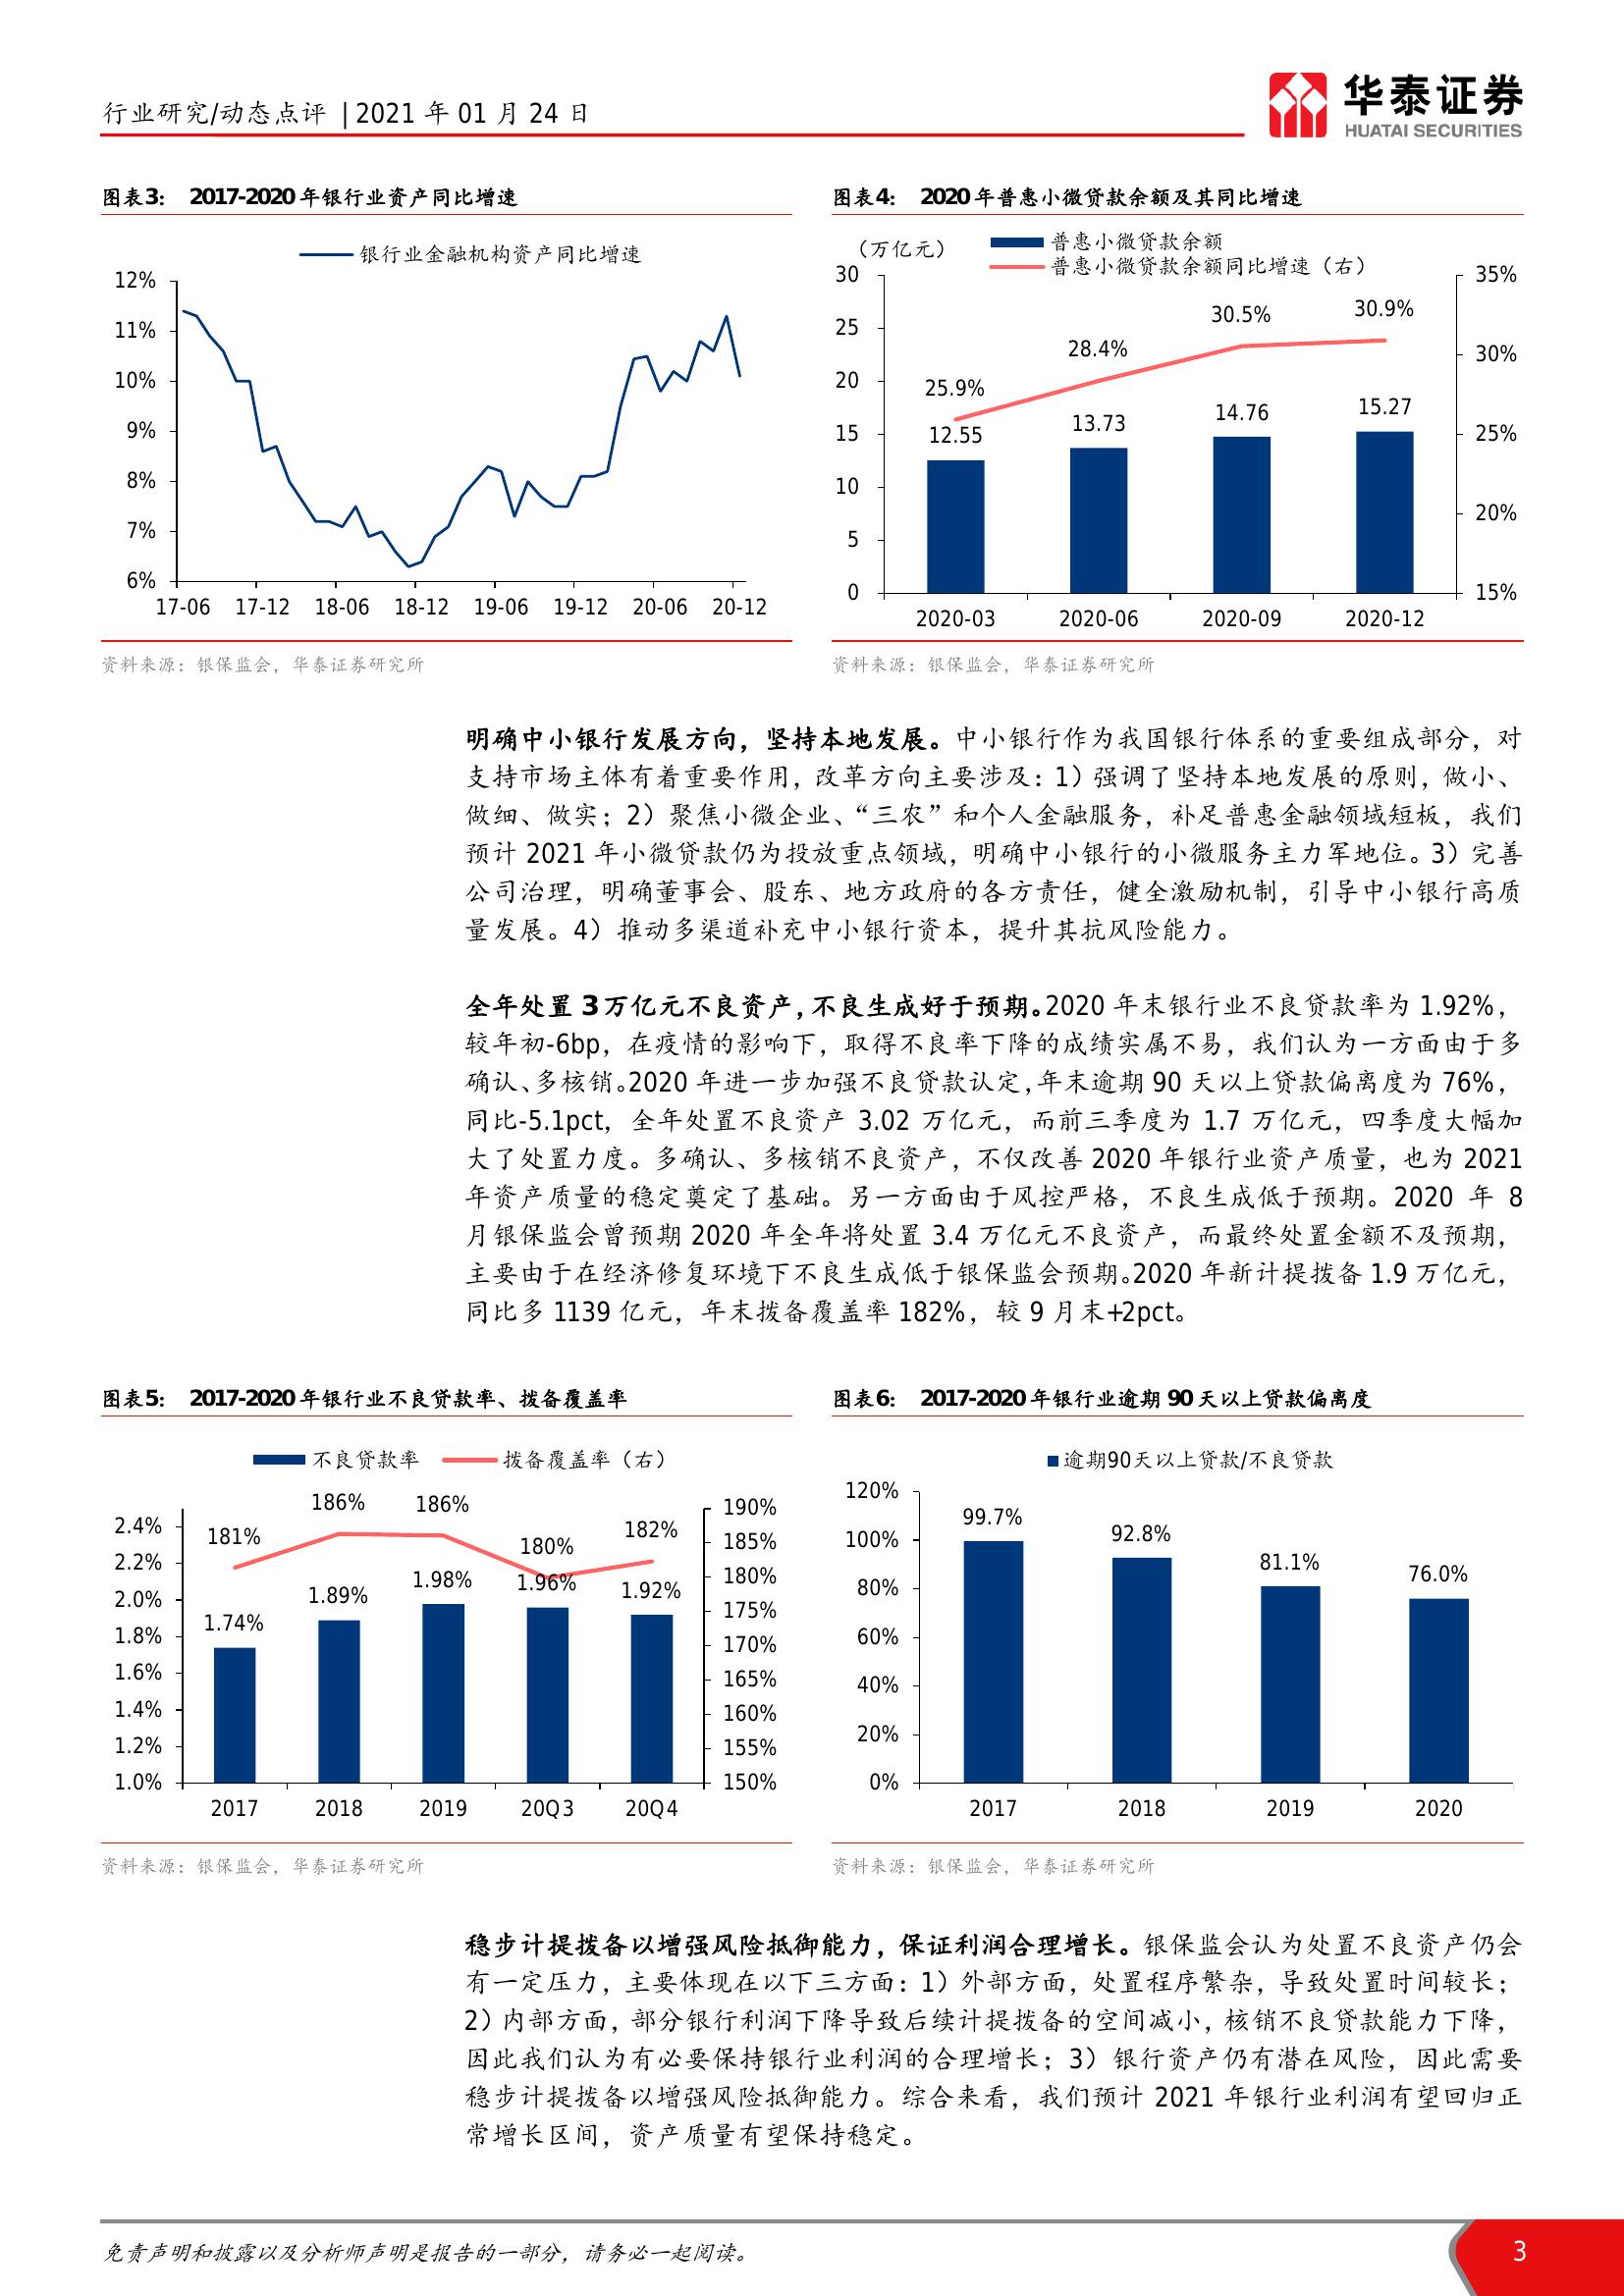 行业研究/动态点评 | 2021 年 01 月 24 日
华泰证券
HUATAI SECURITIES
图表3: 2017-2020 年银行业资产同比增速
银行业金融机构资产同比增速
12%
11%
10%
9%
8%
7%
6%
17-06 17-12 18-06 18-12 19-06 19-12 20-06 20-12
资料来源：银保监会，华泰证券研究所
图表4: 2020 年普惠小微贷款余额及其同比增速
（万亿元）
普惠小微贷款余额
普惠小微贷款余额同比增速（右）
30
25
20
15
10
5
0
35%
30%
25%
20%
15%
25.9%
28.4%
30.5%
30.9%
12.55
13.73
14.76
15.27
2020-03 2020-06 2020-09 2020-12
资料来源：银保监会，华泰证券研究所
明确中小银行发展方向，坚持本地发展。中小银行作为我国银行体系的重要组成部分，对
支持市场主体有着重要作用，改革方向主要涉及：1）强调了坚持本地发展的原则，做小、
做细、做实；2）聚焦小微企业、“三农”和个人金融服务，补足普惠金融领域短板，我们
预计 2021 年小微贷款仍为投放重点领域，明确中小银行的小微服务主力军地位。3）完善
公司治理，明确董事会、股东、地方政府的各方责任，健全激励机制，引导中小银行高质
量发展。4）推动多渠道补充中小银行资本，提升其抗风险能力。
全年处置 3 万亿元不良资产，不良生成好于预期。2020 年末银行业不良贷款率为 1.92%，
较年初-6bp，在疫情的影响下，取得不良率下降的成绩实属不易，我们认为一方面由于多
确认、多核销。2020 年进一步加强不良贷款认定，年末逾期 90 天以上贷款偏离度为 76%，
同比-5.1pct，全年处置不良资产 3.02 万亿元，而前三季度为 1.7 万亿元，四季度大幅加
大了处置力度。多确认、多核销不良资产，不仅改善 2020 年银行业资产质量，也为 2021
年资产质量的稳定奠定了基础。另一方面由于风控严格，不良生成低于预期。2020 年 8
月银保监会曾预期 2020 年全年将处置 3.4 万亿元不良资产，而最终处置金额不及预期，
主要由于在经济修复环境下不良生成低于银保监会预期。2020 年新计提拨备 1.9 万亿元，
同比多 1139 亿元，年末拨备覆盖率 182%，较 9 月末+2pct。
图表5: 2017-2020 年银行业不良贷款率、拨备覆盖率
不良贷款率 拨备覆盖率（右）
2.4%
2.2%
2.0%
1.8%
1.6%
1.4%
1.2%
1.0%
190%
185%
180%
175%
170%
165%
160%
155%
150%
181%
186%
186%
180%
182%
1.74%
1.89%
1.98%
1.96%
1.92%
2017 2018 2019 20Q3 20Q4
资料来源：银保监会，华泰证券研究所
图表6: 2017-2020 年银行业逾期 90 天以上贷款偏离度
逾期90天以上贷款/不良贷款
120%
100%
80%
60%
40%
20%
0%
99.7%
92.8%
81.1%
76.0%
2017 2018 2019 2020
资料来源：银保监会，华泰证券研究所
稳步计提拨备以增强风险抵御能力，保证利润合理增长。银保监会认为处置不良资产仍会
有一定压力，主要体现在以下三方面：1）外部方面，处置程序繁杂，导致处置时间较长；
2）内部方面，部分银行利润下降导致后续计提拨备的空间减小，核销不良贷款能力下降，
因此我们认为有必要保持银行业利润的合理增长；3）银行资产仍有潜在风险，因此需要
稳步计提拨备以增强风险抵御能力。综合来看，我们预计 2021 年银行业利润有望回归正
常增长区间，资产质量有望保持稳定。
免责声明和披露以及分析师声明是报告的一部分，请务必一起阅读。
3